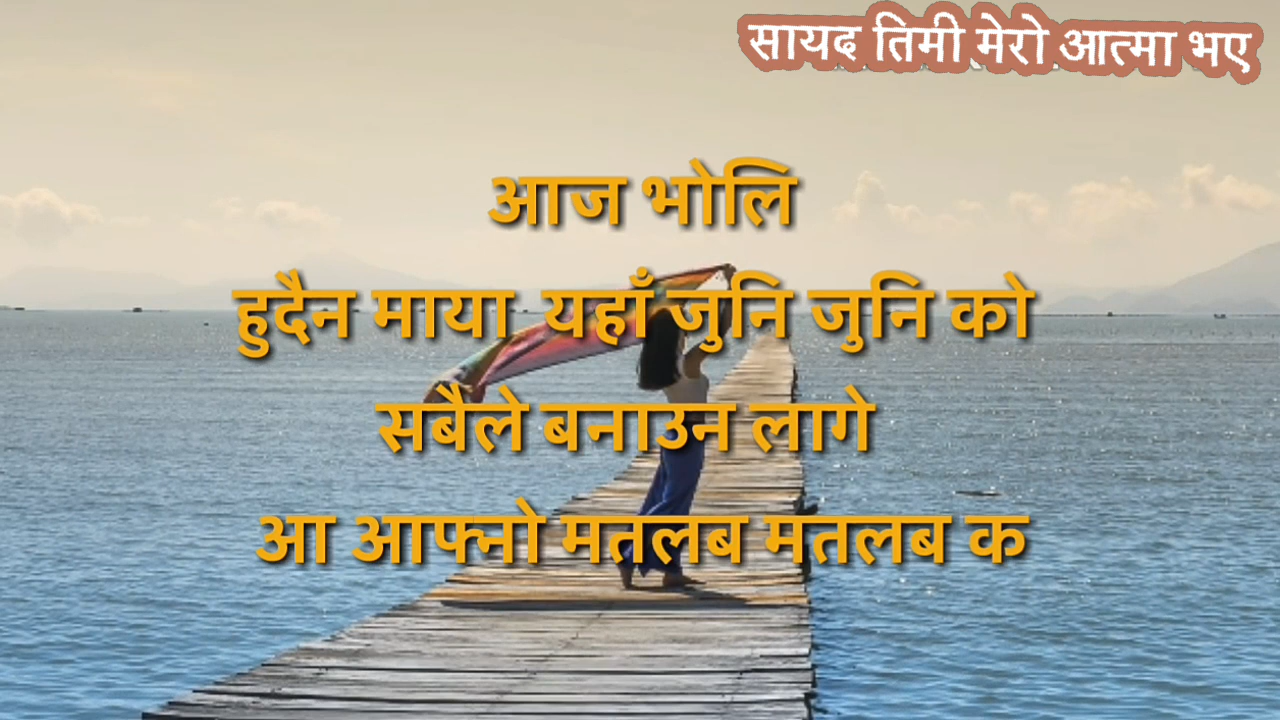 सायद तिमी मेरो आत्मा भए
आज भोलि
हुदैन माया यहाँ जुनि जुनि को
सबैले बनाउन लागे
आ आफ्नो मतलब मतलब क